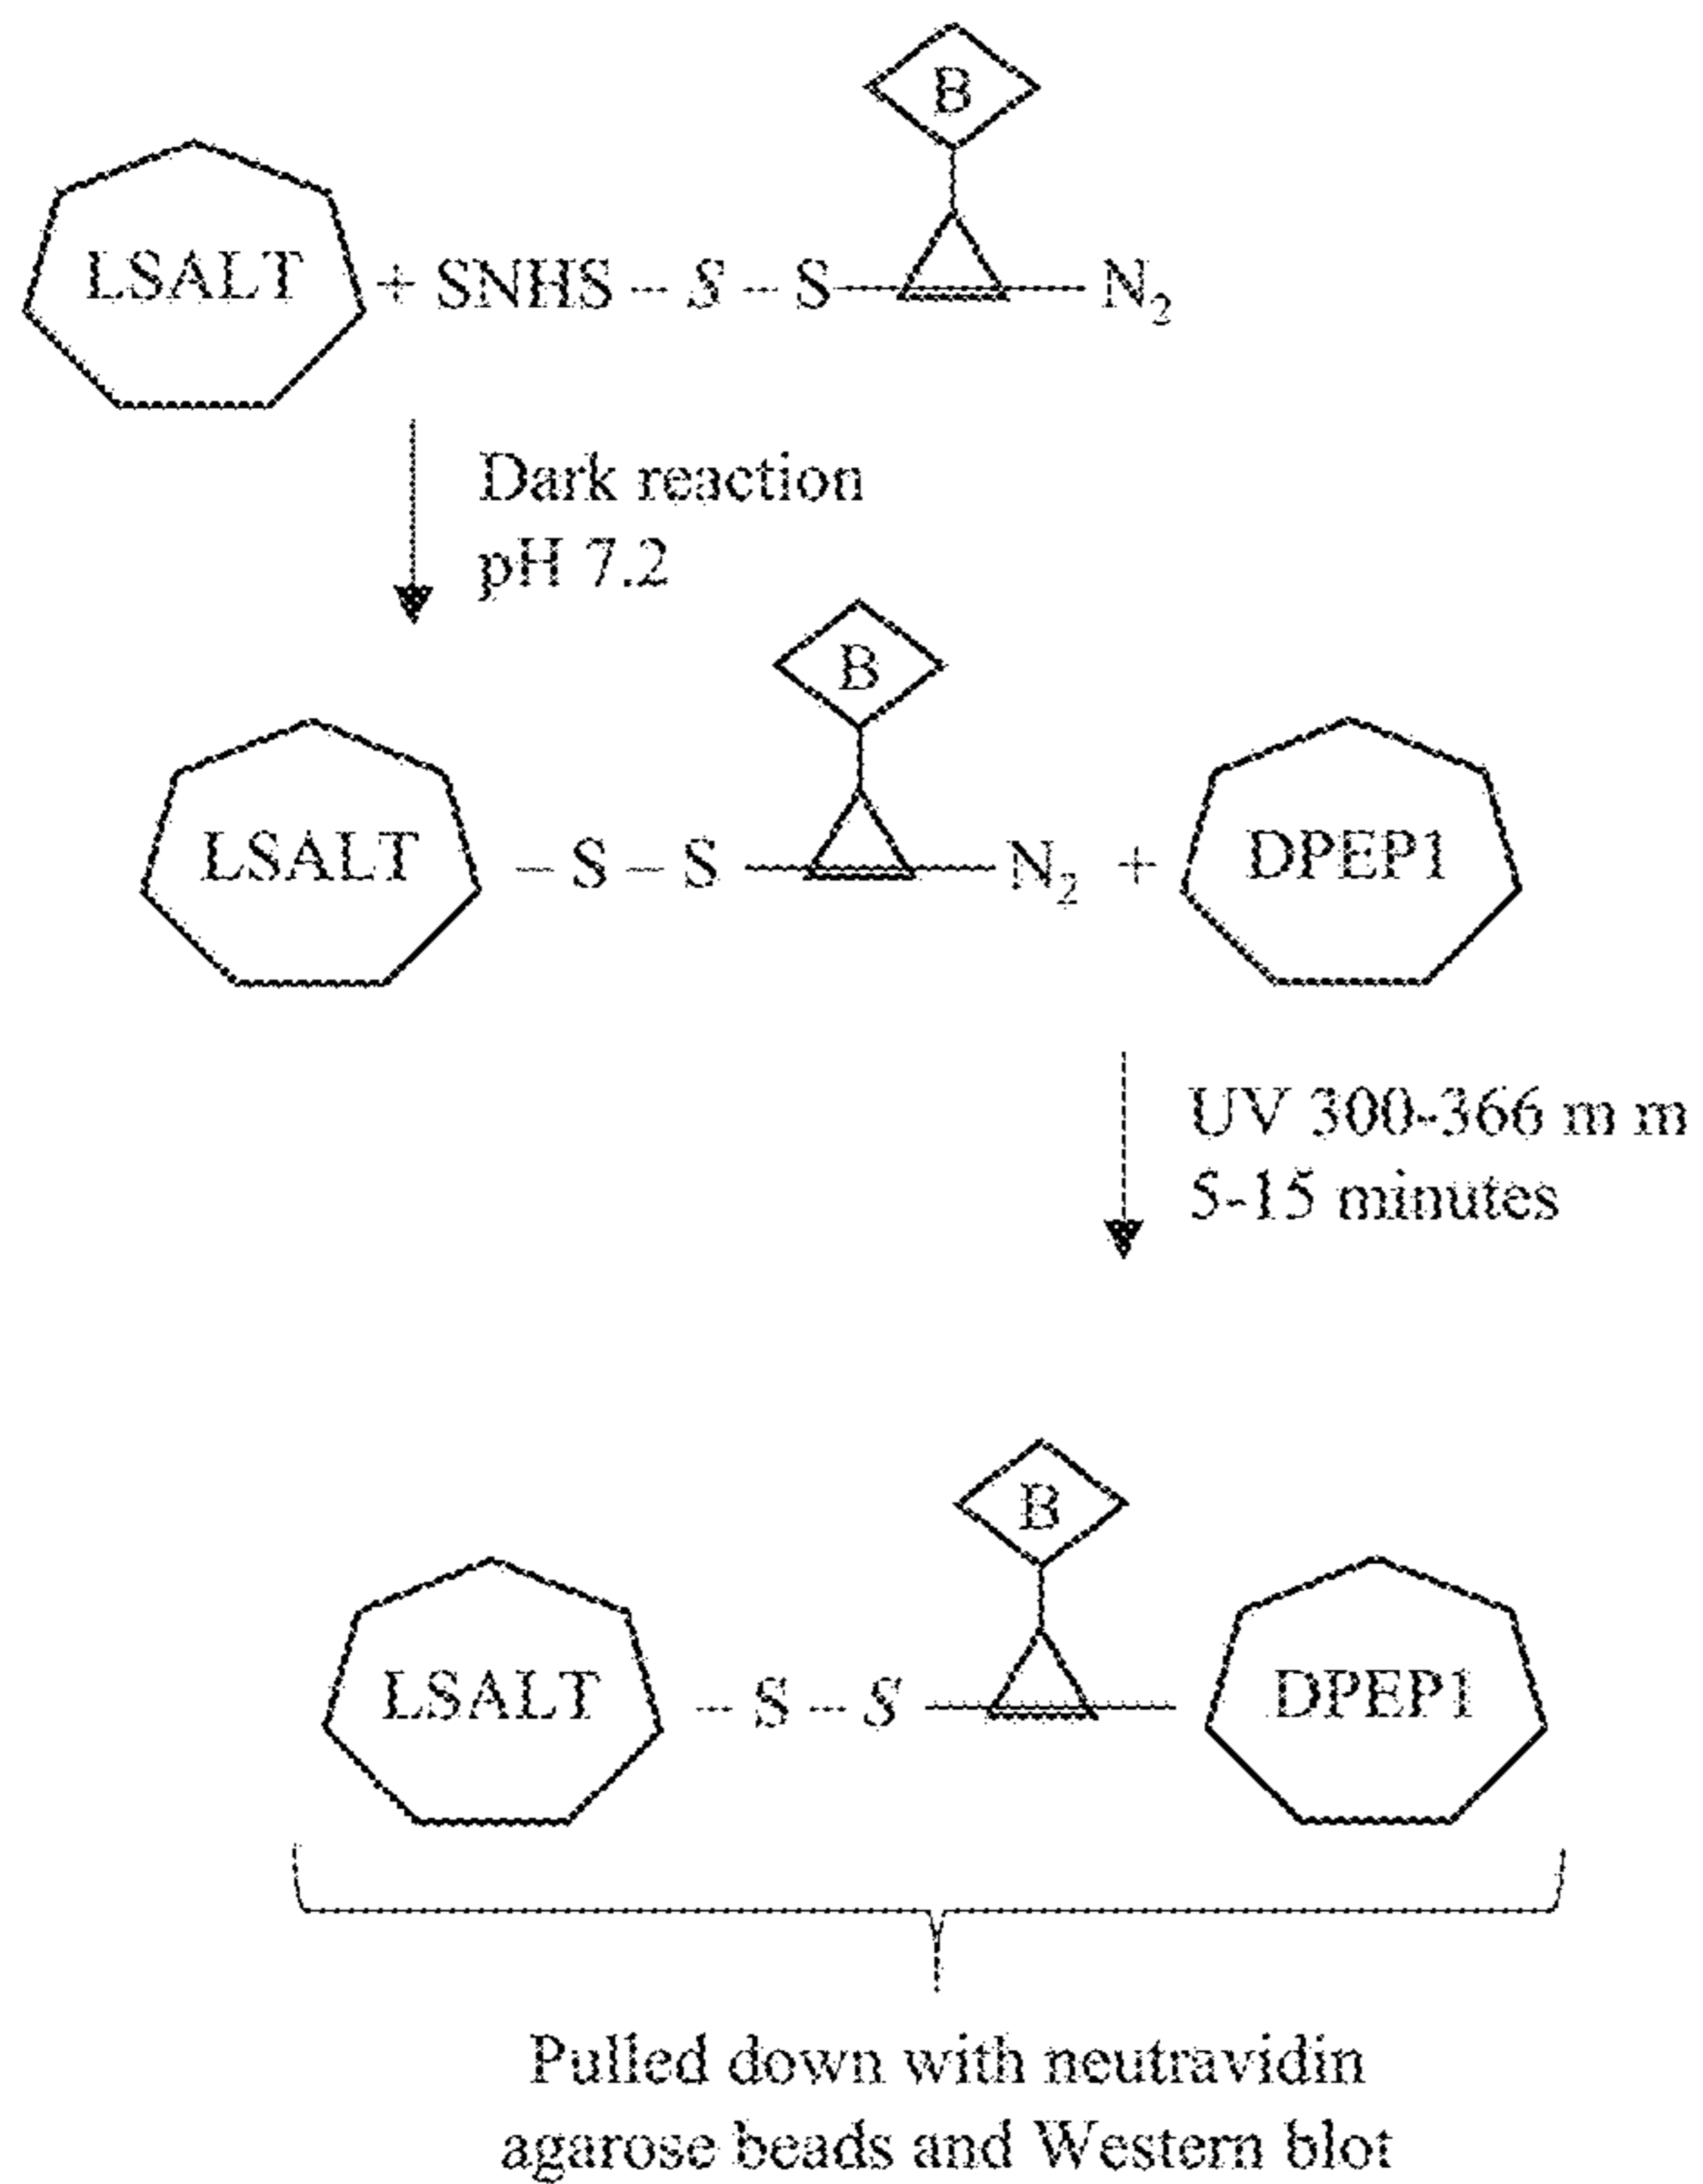 B
LSALT + SNHS -- S -- S N₂
Dark reaction
pH 7.2
B
LSALT – S – S N₂ + DPEP1
UV 300-366 m m
5-15 minutes
B
LSALT -- S -- S DPEP1
Pulled down with neutravidin
agarose beads and Western blot